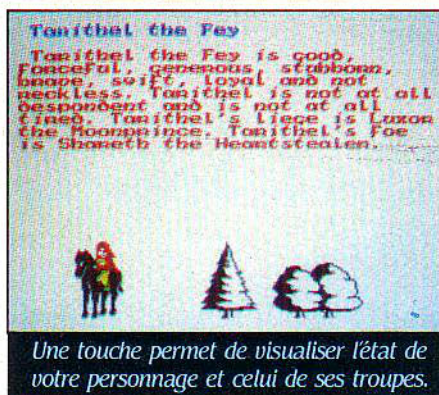 Tanithel the Fey
Tanithel the Fey is good,
forceful, generous, stubborn,
brave swift, loyal and not
reckless. Tanithel is not at all
despondent and is not at all
tired. Tanithel's liege is Luxor
the Moonprince. Tanithel's foe
is Shareth the Heartstealer.
Une touche permet de visualiser l'état de
votre personnage et celui de ses troupes.